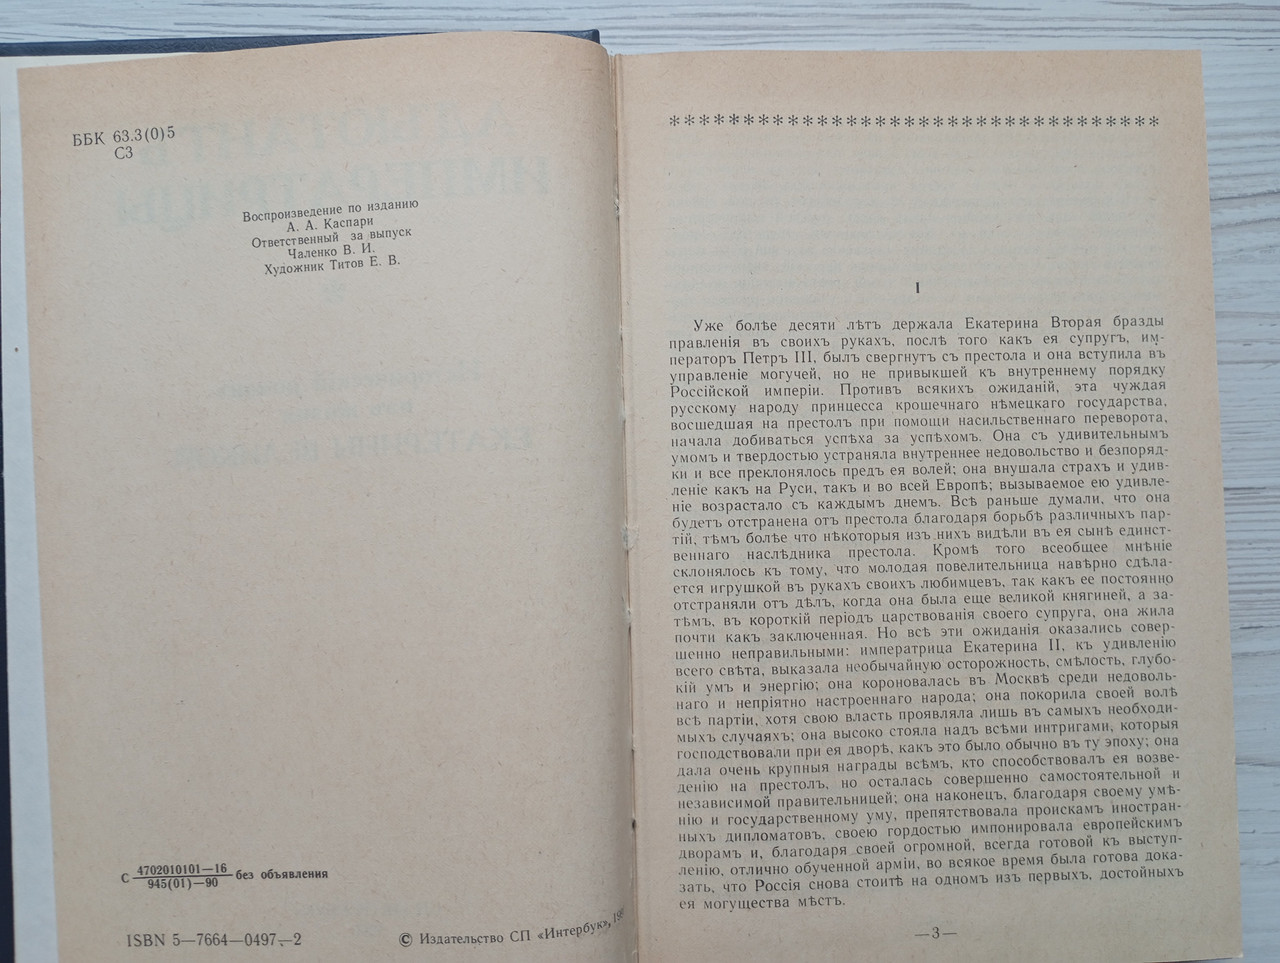 ББК 63.3(0)5
С3
Воспроизведение по изданию
А. А. Каспари
Ответственный за выпуск
Чаленко В. И.
Художник Титов Е. В.
С 4702010101—16 / 945(01)—90 без объявления
ISBN 5—7664—0497—2
© Издательство СП «Интербук»,
*********************************
I
Уже болѣе десяти лѣтъ держала Екатерина Вторая бразды
правленія въ своихъ рукахъ, послѣ того какъ ея супругъ, им-
ператоръ Петръ III, былъ свергнутъ съ престола и она вступила въ
управленіе могучей, но не привыкшей къ внутреннему порядку
Россійской имперіи. Противъ всякихъ ожиданій, эта чуждая
русскому народу принцесса крошечнаго нѣмецкаго государства,
восшедшая на престолъ при помощи насильственнаго переворота,
начала добиваться успѣха за успѣхомъ. Она съ удивительнымъ
умомъ и твердостью устраняла внутреннее недовольство и безпоряд-
ки и все преклонялось предъ ея волей; она внушала страхъ и удив-
леніе какъ на Руси, такъ и во всей Европѣ; вызываемое ею удивле-
ніе возрастало съ каждымъ днемъ. Всѣ раньше думали, что она
будетъ отстранена отъ престола благодаря борьбѣ различныхъ пар-
тій, тѣмъ болѣе что нѣкоторыя изъ нихъ видѣли въ ея сынѣ единст-
веннаго наслѣдника престола. Кромѣ того всеобщее мнѣніе
склонялось къ тому, что молодая повелительница навѣрно сдѣла-
ется игрушкой въ рукахъ своихъ любимцевъ, такъ какъ ее постоянно
отстраняли отъ дѣлъ, когда она была еще великой княгиней, а за-
тѣмъ, въ короткій періодъ царствованія своего супруга, она жила
почти какъ заключенная. Но всѣ эти ожиданія оказались совер-
шенно неправильными: императрица Екатерина II, къ удивленію
всего свѣта, выказала необычайную осторожность, смѣлость, глубо-
кій умъ и энергію; она короновалась въ Москвѣ среди недоволь-
наго и непріятно настроеннаго народа; она покорила своей волѣ
всѣ партіи, хотя свою власть проявляла лишь въ самыхъ необходи-
мыхъ случаяхъ; она высоко стояла надъ всѣми интригами, которыя
господствовали при ея дворѣ, какъ это было обычно въ ту эпоху; она
дала очень крупныя награды всѣмъ, кто способствовалъ ея возве-
денію на престолъ, но осталась совершенно самостоятельной и
независимой правительницей; она наконецъ, благодаря своему умѣ-
нію и государственному уму, препятствовала проискамъ иностран-
ныхъ дипломатовъ, своею гордостью импонировала европейскимъ
дворамъ и, благодаря своей огромной, всегда готовой къ выступ-
ленію, отлично обученной арміи, во всякое время была готова дока-
зать, что Россія снова стоитъ на одномъ изъ первыхъ, достойныхъ
ея могущества мѣстъ.
—3—